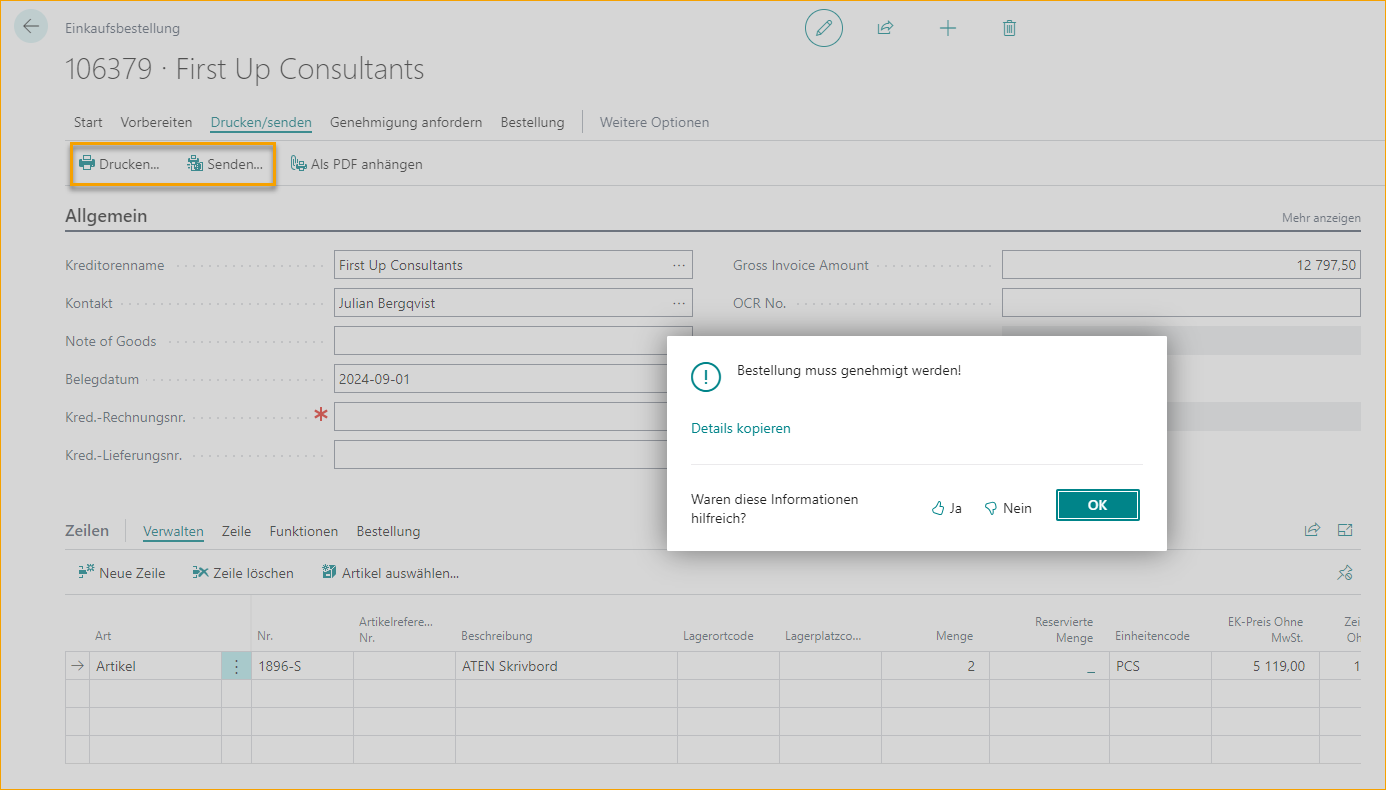 Einkaufsbestellung
106379 · First Up Consultants
Start Vorbereiten Drucken/senden Genehmigung anfordern Bestellung Weitere Optionen
Drucken... Senden... Als PDF anhängen
Allgemein Mehr anzeigen
Kreditorenname First Up Consultants ··· Gross Invoice Amount 12 797,50
Kontakt Julian Bergqvist ··· OCR No.
Note of Goods
Belegdatum 2024-09-01
Kred.-Rechnungsnr. *
Kred.-Lieferungsnr.
Bestellung muss genehmigt werden!
Details kopieren
Waren diese Informationen
hilfreich?
Ja Nein OK
Zeilen Verwalten Zeile Funktionen Bestellung
Neue Zeile Zeile löschen Artikel auswählen...
Art Nr. Artikelrefere... Nr. Beschreibung Lagerortcode Lagerplatzco... Menge Reservierte Menge Einheitencode EK-Preis Ohne MwSt. Zei Oh
Artikel 1896-S ATEN Skrivbord 2 _ PCS 5 119,00 1